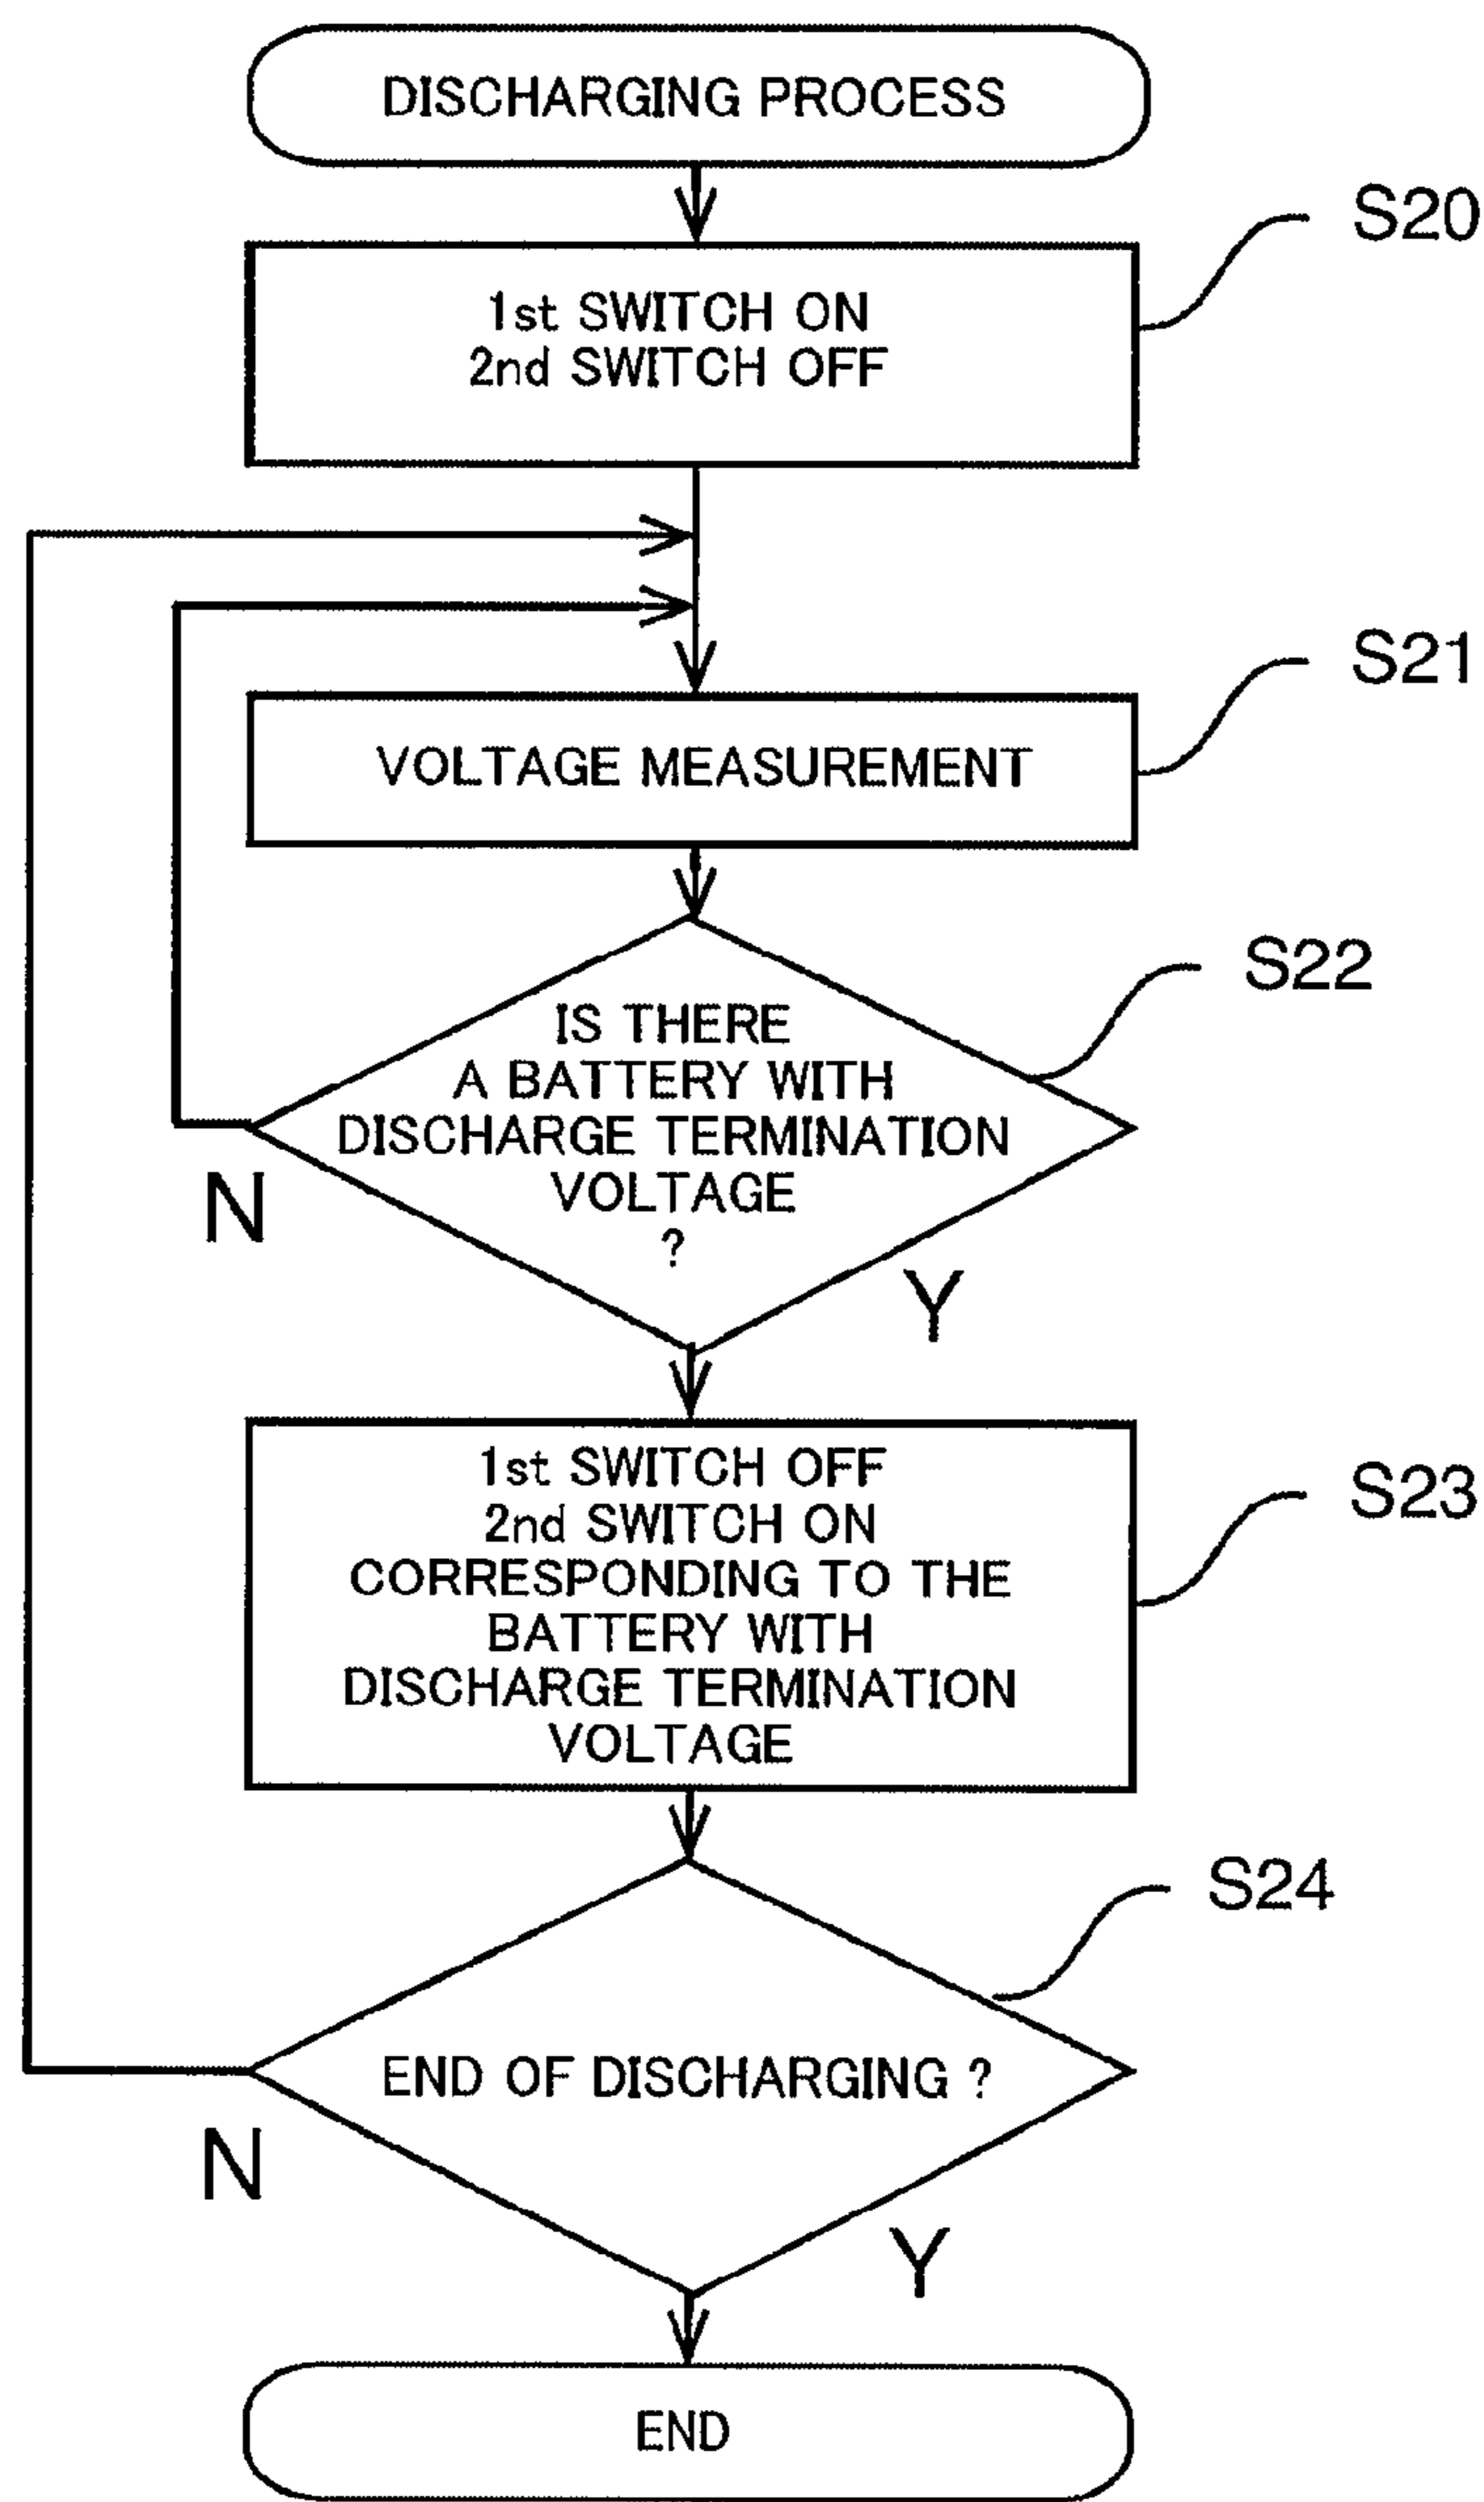 DISCHARGING PROCESS
S20
1st SWITCH ON
2nd SWITCH OFF
S21
VOLTAGE MEASUREMENT
S22
IS THERE
A BATTERY WITH
DISCHARGE TERMINATION
VOLTAGE
?
N
Y
1st SWITCH OFF
2nd SWITCH ON
S23
CORRESPONDING TO THE
BATTERY WITH
DISCHARGE TERMINATION
VOLTAGE
S24
END OF DISCHARGING ?
N
Y
END